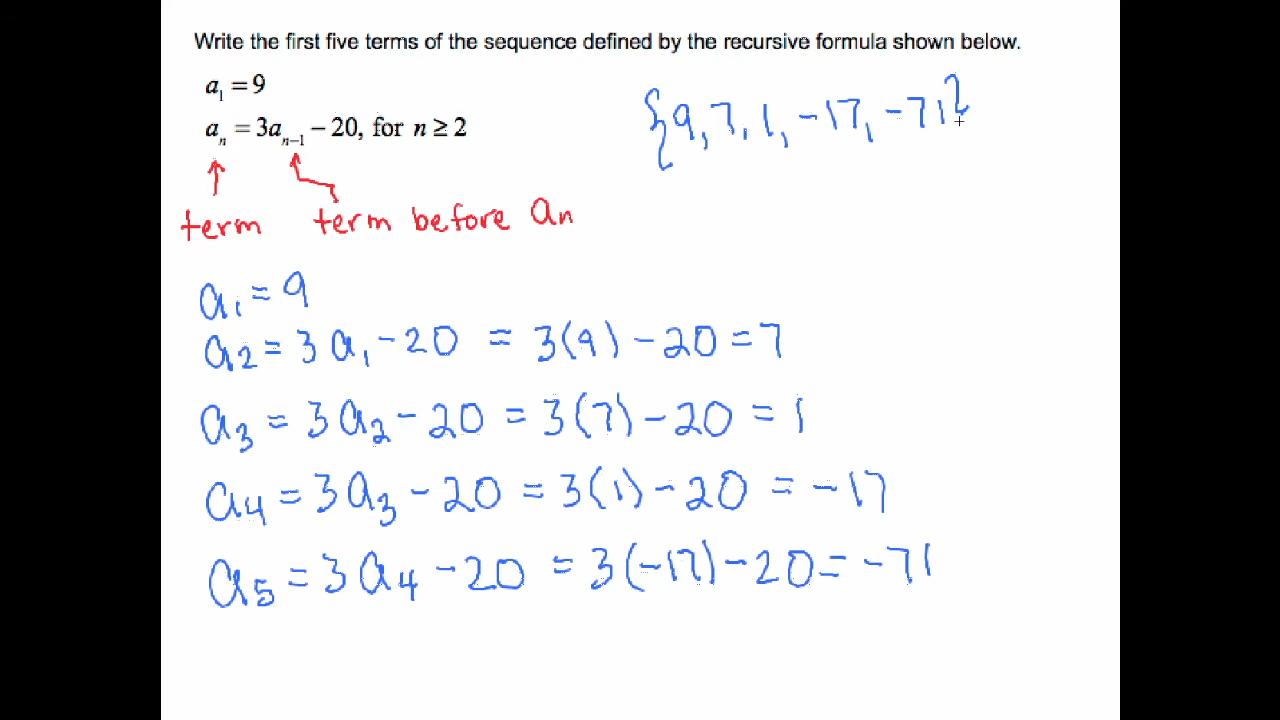 Write the first five terms of the sequence defined by the recursive formula shown below.
a₁ = 9
aₙ = 3aₙ₋₁ − 20, for n ≥ 2
{9, 7, 1, −17, −71}
term
term before an
a₁ = 9
a₂ = 3a₁ − 20 = 3(9) − 20 = 7
a₃ = 3a₂ − 20 = 3(7) − 20 = 1
a₄ = 3a₃ − 20 = 3(1) − 20 = −17
a₅ = 3a₄ − 20 = 3(−17) − 20 = −71